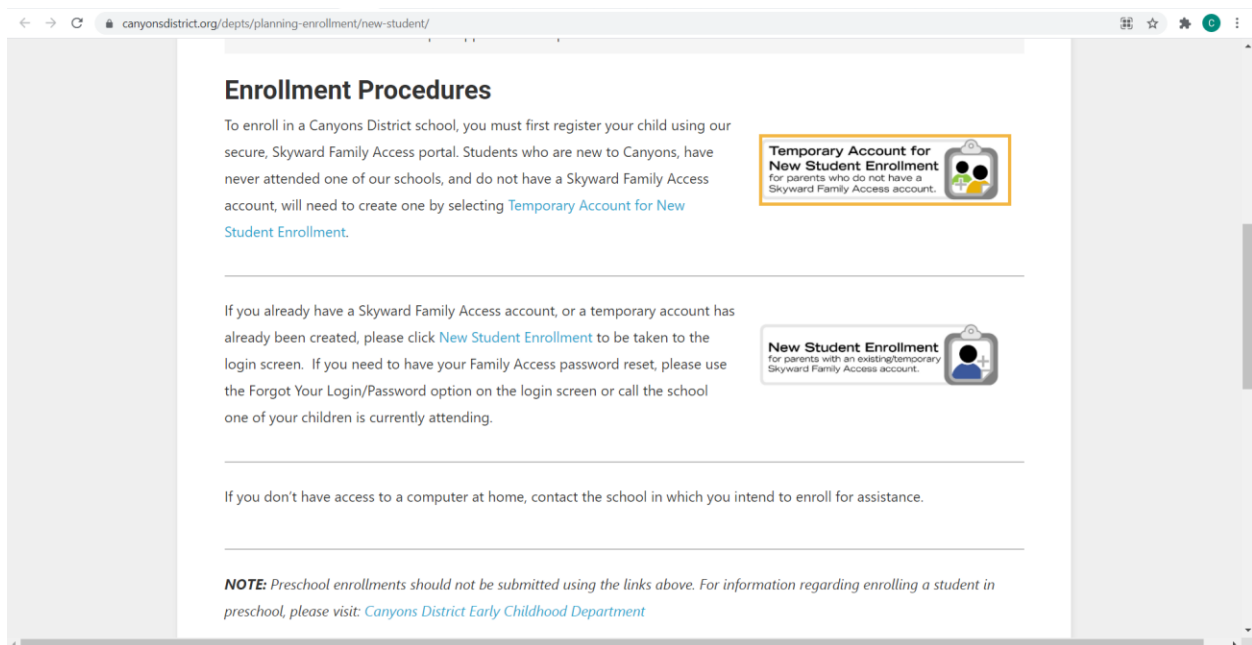 canyonsdistrict.org/depts/planning-enrollment/new-student/
C
Enrollment Procedures
To enroll in a Canyons District school, you must first register your child using our
secure, Skyward Family Access portal. Students who are new to Canyons, have
never attended one of our schools, and do not have a Skyward Family Access
account, will need to create one by selecting Temporary Account for New
Student Enrollment.
Temporary Account for
New Student Enrollment
for parents who do not have a
Skyward Family Access account.
If you already have a Skyward Family Access account, or a temporary account has
already been created, please click New Student Enrollment to be taken to the
login screen. If you need to have your Family Access password reset, please use
the Forgot Your Login/Password option on the login screen or call the school
one of your children is currently attending.
New Student Enrollment
for parents with an existing/temporary
Skyward Family Access account.
If you don't have access to a computer at home, contact the school in which you intend to enroll for assistance.
NOTE: Preschool enrollments should not be submitted using the links above. For information regarding enrolling a student in
preschool, please visit: Canyons District Early Childhood Department